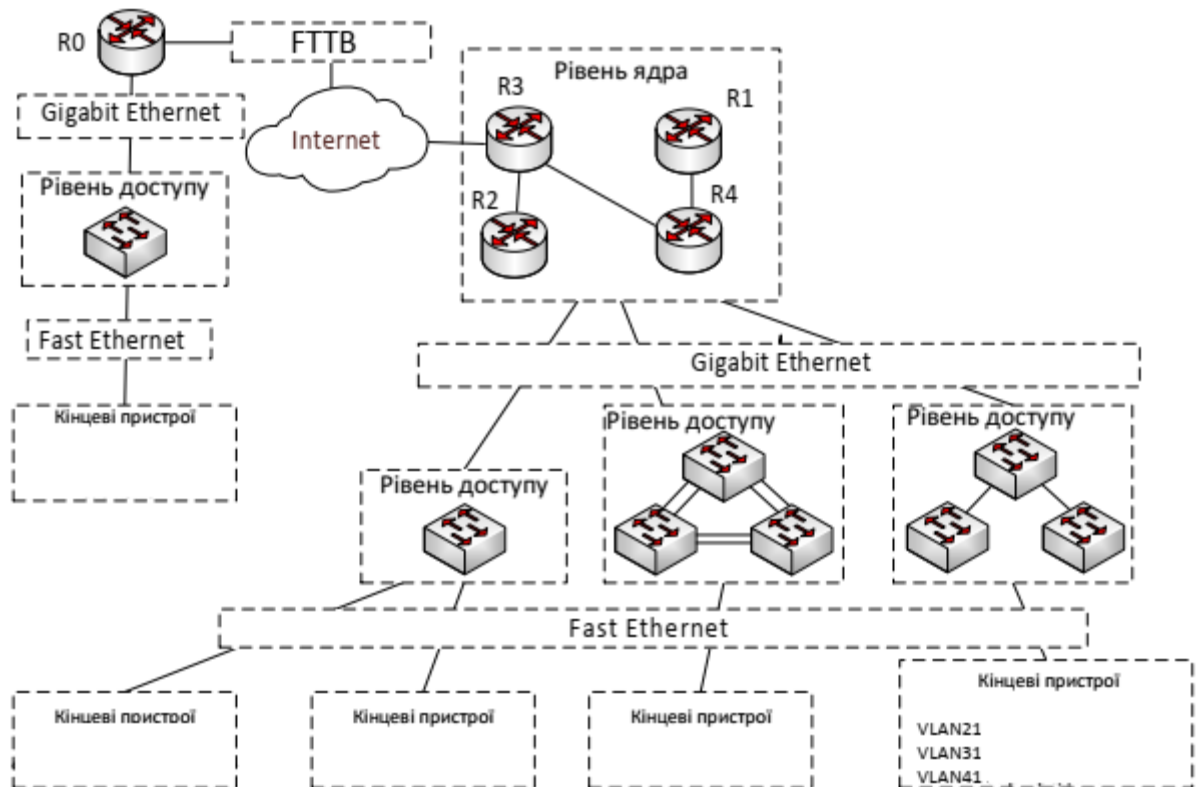 R0
FTTB
Рівень ядра
R3
R1
Gigabit Ethernet
Internet
Рівень доступу
R2
R4
Fast Ethernet
Gigabit Ethernet
Кінцеві пристрої
Рівень доступу
Рівень доступу
Рівень доступу
Fast Ethernet
Кінцеві пристрої
Кінцеві пристрої
Кінцеві пристрої
Кінцеві пристрої
VLAN21
VLAN31
VLAN41